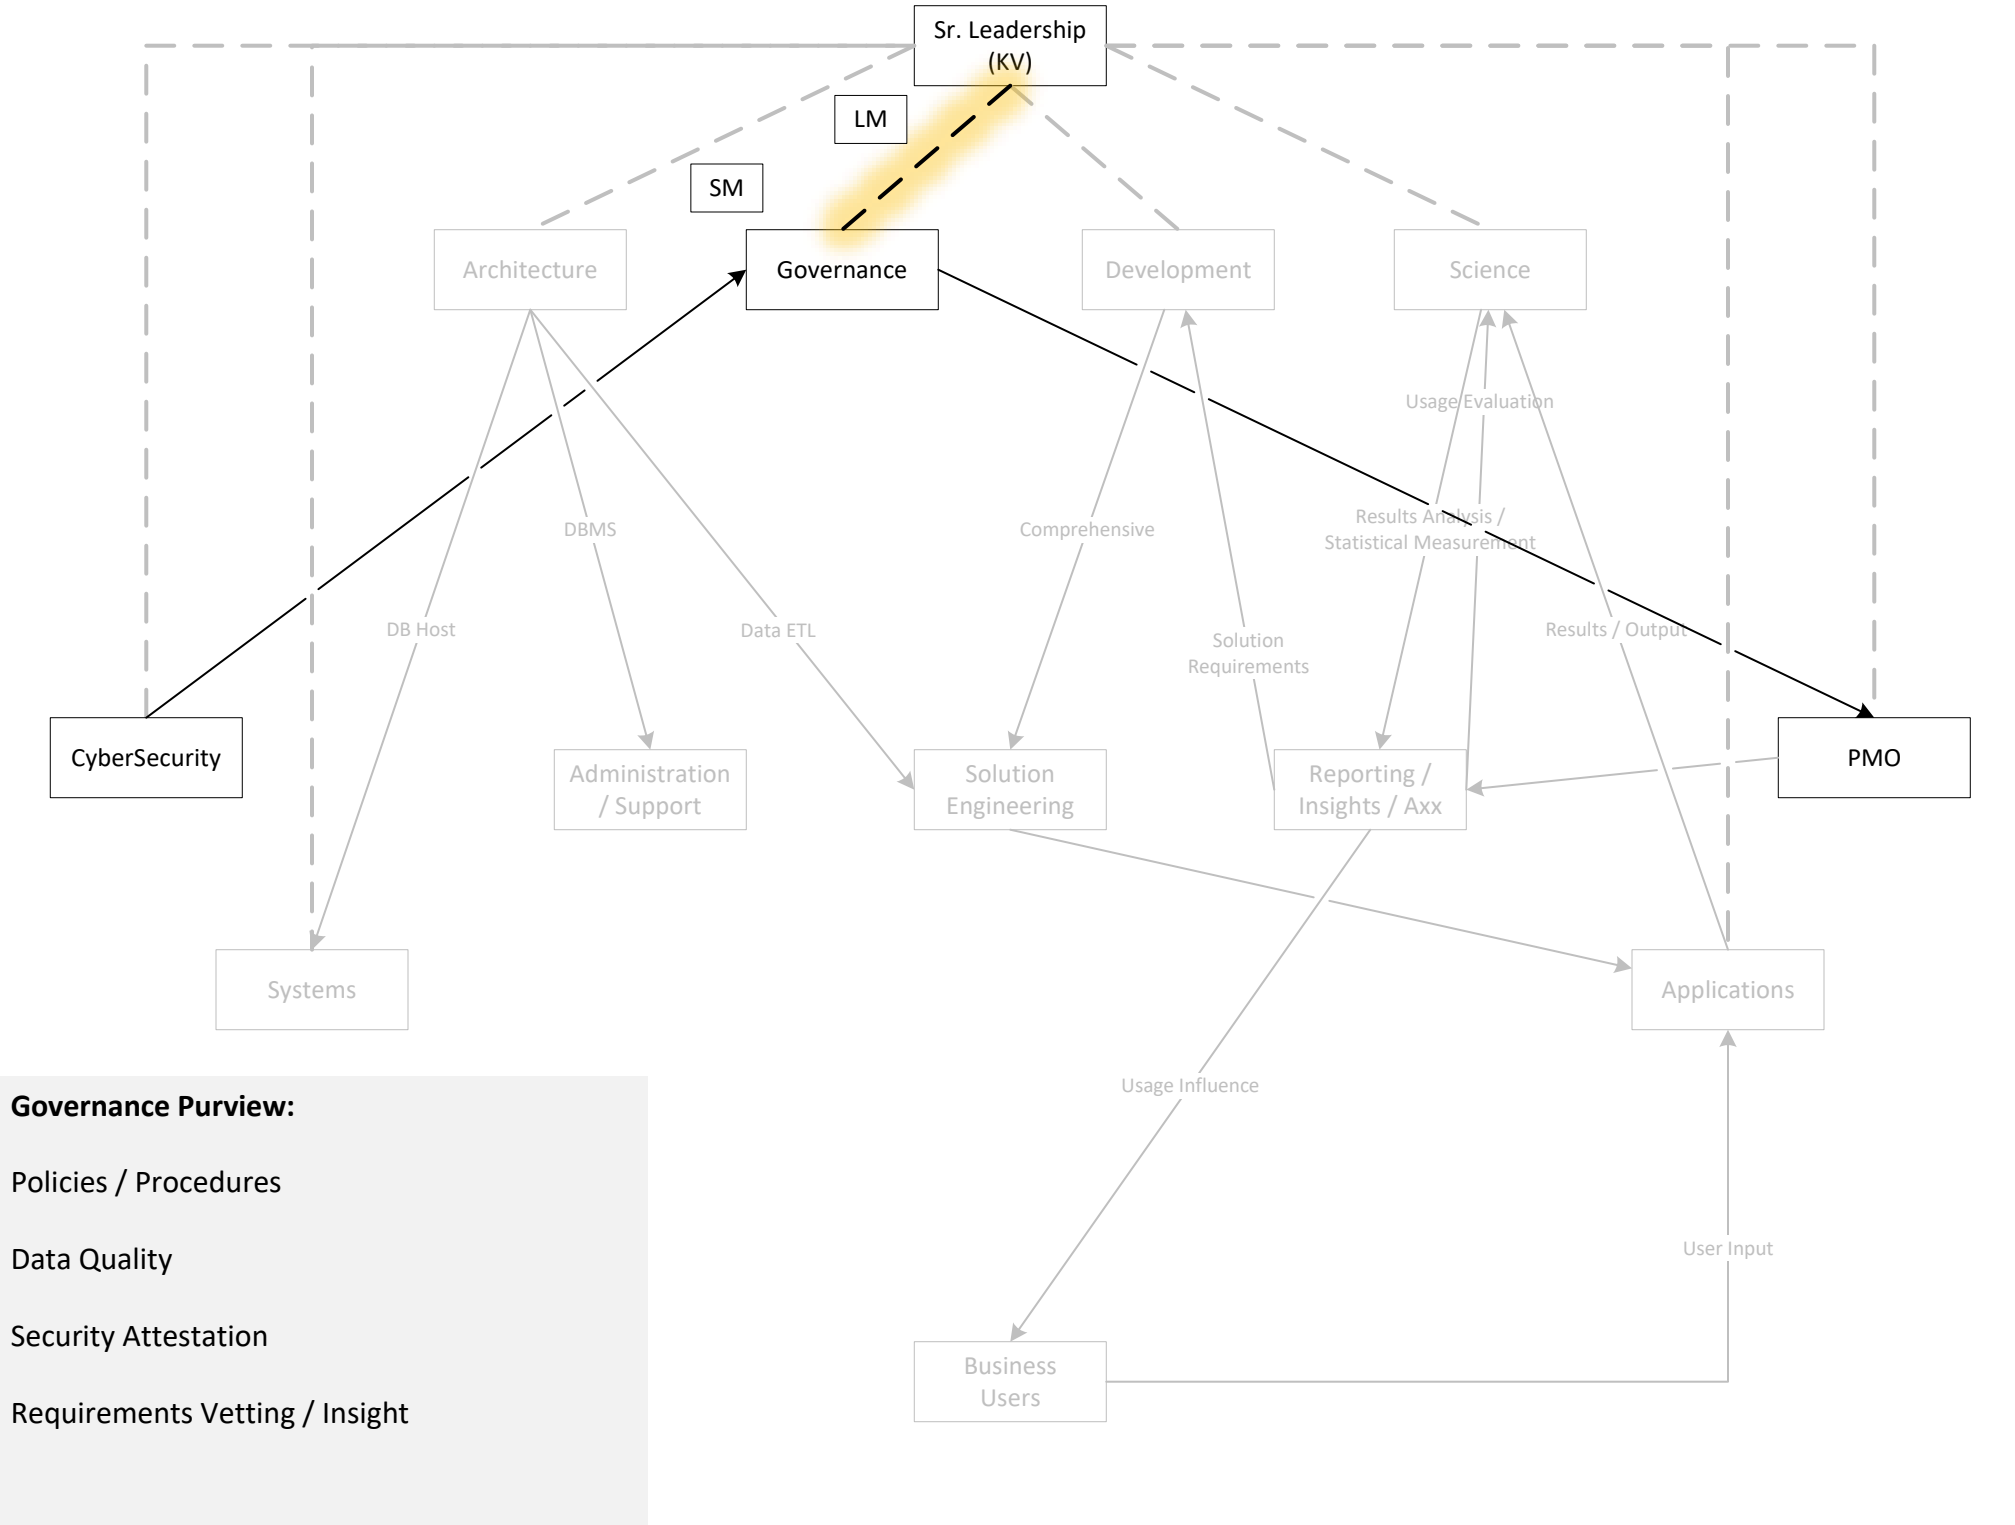 Sr. Leadership
(KV)
LM
SM
Architecture
Governance
Development
Science
Usage Evaluation
DBMS
Comprehensive
Results Analysis /
Statistical Measurement
DB Host
Data ETL
Solution
Requirements
Results / Output
CyberSecurity
Administration
/ Support
Solution
Engineering
Reporting /
Insights / Axx
PMO
Systems
Applications
Usage Influence
User Input
Business
Users
Governance Purview:
Policies / Procedures
Data Quality
Security Attestation
Requirements Vetting / Insight